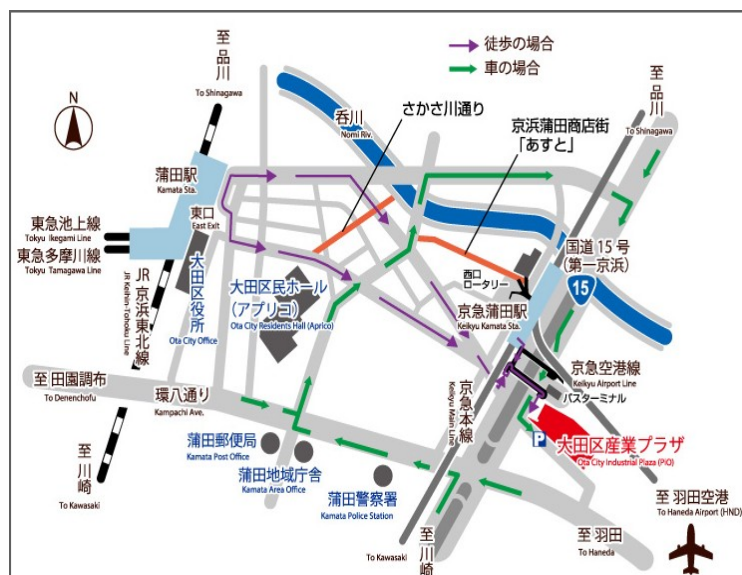 徒歩の場合
車の場合
至 品川
To Shinagawa
至 品川
To Shinagawa
N
さかさ川通り
呑川
Nomi Riv.
京浜蒲田商店街
「あすと」
蒲田駅
Kamata Sta.
東口
East Exit
東急池上線
Tokyu Ikegami Line
東急多摩川線
Tokyu Tamagawa Line
JR 京浜東北線
JR Keihin-Tohoku Line
大田区役所
Ota City Office
大田区民ホール
(アプリコ)
Ota City Residents Hall (Aprico)
西口
ロータリー
京急蒲田駅
Keikyu Kamata Sta.
国道 15 号
(第一京浜)
15
京急空港線
Keikyu Airport Line
バスターミナル
至 田園調布
To Denenchofu
環八通り
Kampachi Ave.
京急本線
Keikyu Main Line
P
大田区産業プラザ
Ota City Industrial Plaza (PiO)
蒲田郵便局
Kamata Post Office
蒲田地域庁舎
Kamata Area Office
蒲田警察署
Kamata Police Station
至 川崎
To Kawasaki
至 川崎
To Kawasaki
至 羽田
To Haneda
至 羽田空港
To Haneda Airport (HND)